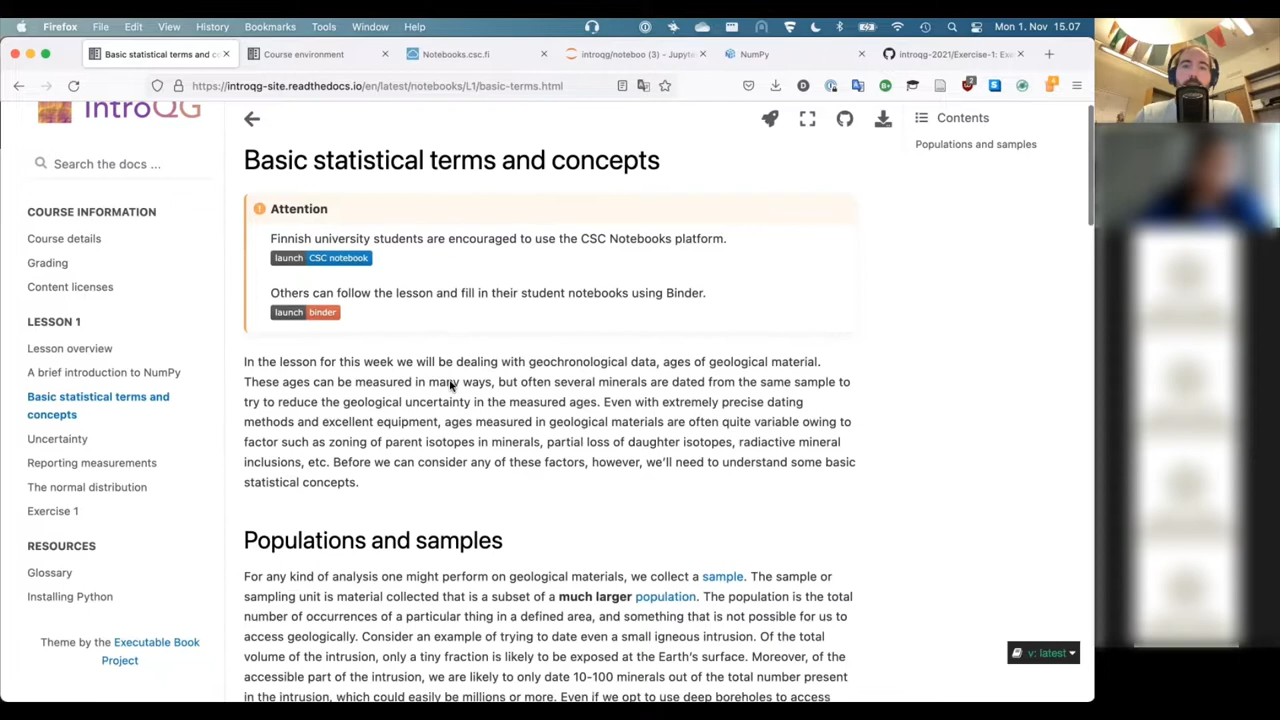 Firefox File Edit View History Bookmarks Tools Window Help Mon 1. Nov 15.07
Basic statistical terms and co Course environment Notebooks.csc.fi introqg/noteboo (3) - Jupyte NumPy introqg-2021/Exercise-1: Exe
https://introqg-site.readthedocs.io/en/latest/notebooks/L1/basic-terms.html
IntroQG
Search the docs ...
COURSE INFORMATION
Course details
Grading
Content licenses
LESSON 1
Lesson overview
A brief introduction to NumPy
Basic statistical terms and
concepts
Uncertainty
Reporting measurements
The normal distribution
Exercise 1
RESOURCES
Glossary
Installing Python
Theme by the Executable Book
Project
Basic statistical terms and concepts
Attention
Finnish university students are encouraged to use the CSC Notebooks platform.
launch CSC notebook
Others can follow the lesson and fill in their student notebooks using Binder.
launch binder
In the lesson for this week we will be dealing with geochronological data, ages of geological material.
These ages can be measured in many ways, but often several minerals are dated from the same sample to
try to reduce the geological uncertainty in the measured ages. Even with extremely precise dating
methods and excellent equipment, ages measured in geological materials are often quite variable owing to
factor such as zoning of parent isotopes in minerals, partial loss of daughter isotopes, radiactive mineral
inclusions, etc. Before we can consider any of these factors, however, we'll need to understand some basic
statistical concepts.
Populations and samples
For any kind of analysis one might perform on geological materials, we collect a sample. The sample or
sampling unit is material collected that is a subset of a much larger population. The population is the total
number of occurrences of a particular thing in a defined area, and something that is not possible for us to
access geologically. Consider an example of trying to date even a small igneous intrusion. Of the total
volume of the intrusion, only a tiny fraction is likely to be exposed at the Earth's surface. Moreover, of the
accessible part of the intrusion, we are likely to only date 10-100 minerals out of the total number present
in the intrusion, which could easily be millions or more. Even if we opt to use deep boreholes to access
Contents
Populations and samples
v: latest